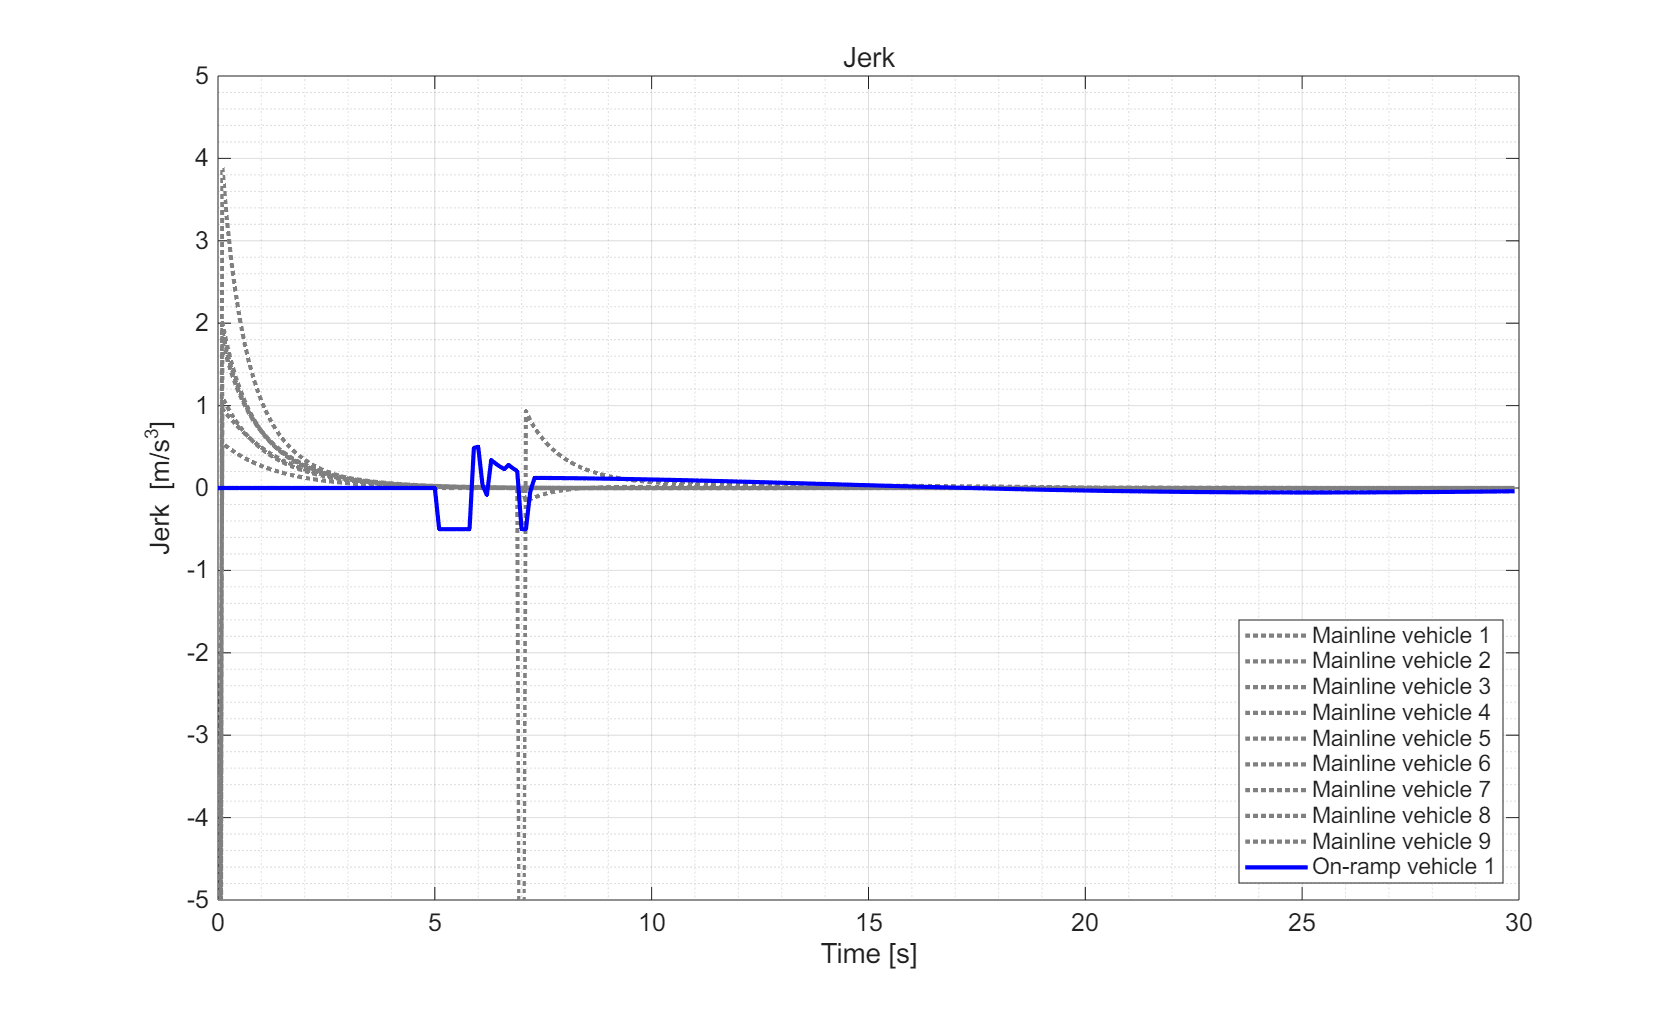 Jerk
5
4
3
2
1
0
-1
-2
-3
-4
-5
Jerk [m/s³]
0 5 10 15 20 25 30
Time [s]
Mainline vehicle 1
Mainline vehicle 2
Mainline vehicle 3
Mainline vehicle 4
Mainline vehicle 5
Mainline vehicle 6
Mainline vehicle 7
Mainline vehicle 8
Mainline vehicle 9
On-ramp vehicle 1